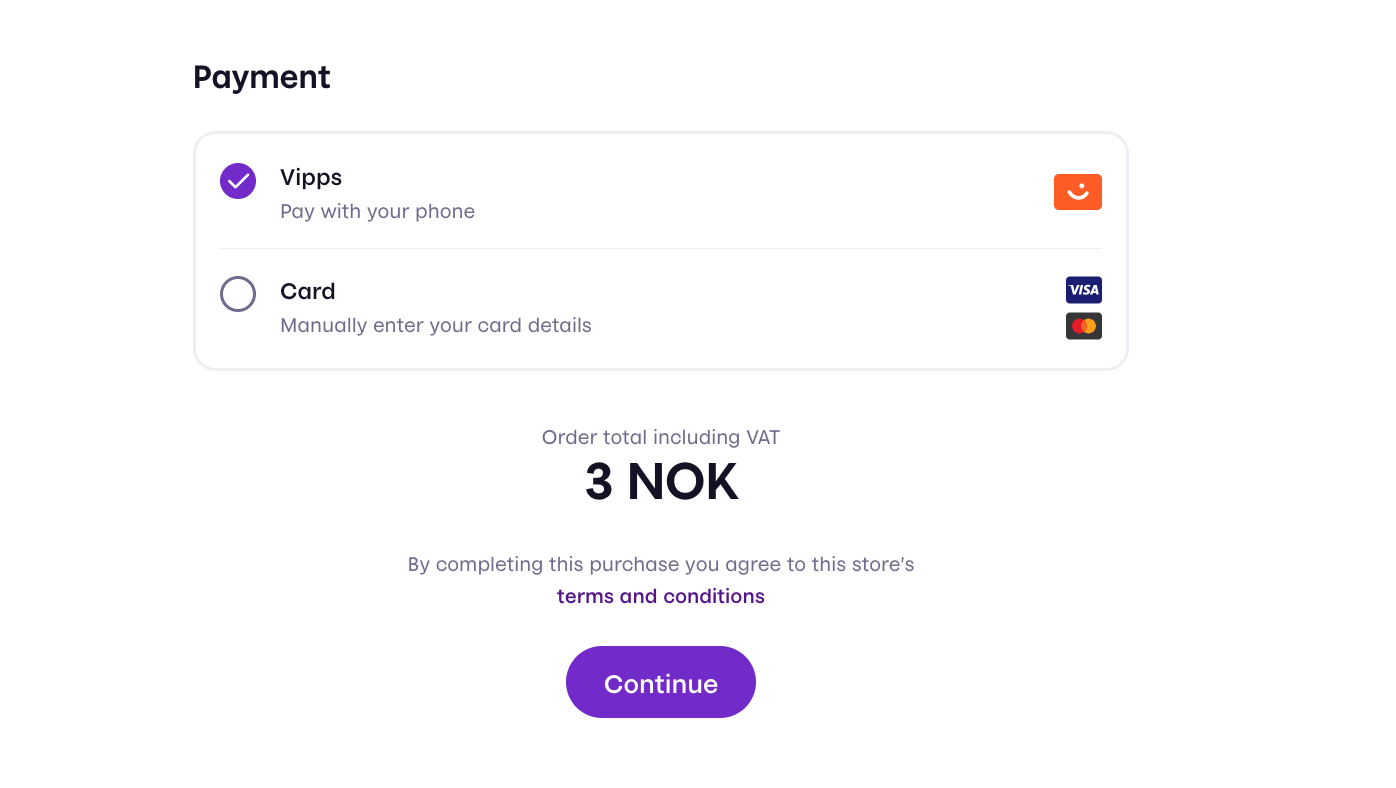 Payment
Vipps
Pay with your phone
Card
Manually enter your card details
VISA
Order total including VAT
3 NOK
By completing this purchase you agree to this store's
terms and conditions
Continue